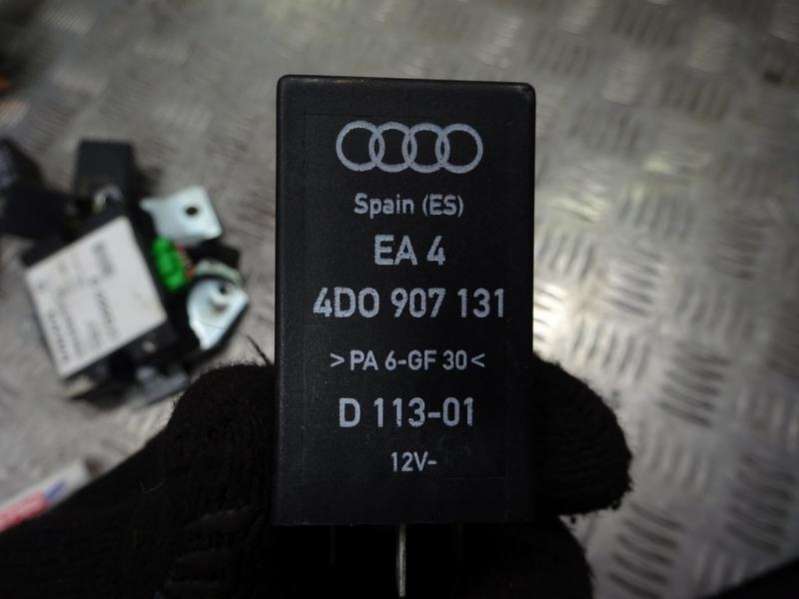 Spain (ES)
EA 4
4D0 907 131
>PA 6-GF 30<
D 113-01
12V-